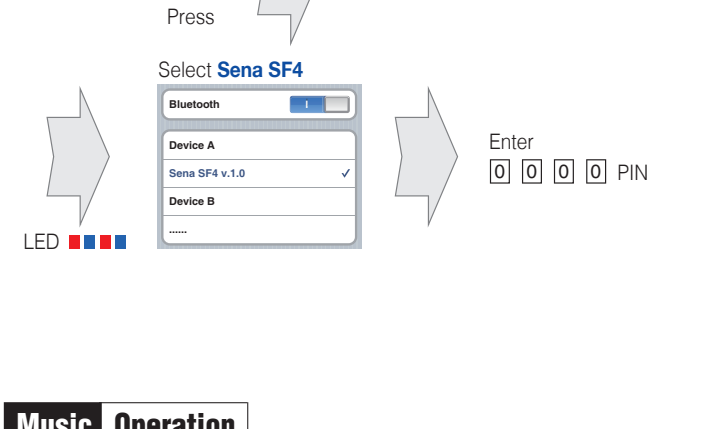 Press
Select Sena SF4
Bluetooth I
Device A
Sena SF4 v.1.0
Device B
......
Enter
0 0 0 0 PIN
LED
Music Operation